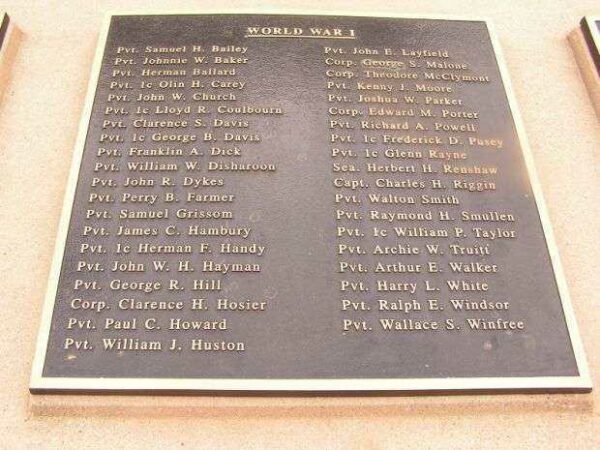 WORLD WAR I
Pvt. Samuel H. Bailey
Pvt. Johnnie W. Baker
Pvt. Herman Ballard
Pvt. 1c Olin H. Carey
Pvt. John W. Church
Pvt. 1c Lloyd R. Coulbourn
Pvt. Clarence S. Davis
Pvt. 1c George B. Davis
Pvt. Franklin A. Dick
Pvt. William W. Disharoon
Pvt. John R. Dykes
Pvt. Perry B. Farmer
Pvt. Samuel Grissom
Pvt. James C. Hambury
Pvt. 1c Herman F. Handy
Pvt. John W. H. Hayman
Pvt. George R. Hill
Corp. Clarence H. Hosier
Pvt. Paul C. Howard
Pvt. William J. Huston
Pvt. John E. Layfield
Corp. George S. Malone
Corp. Theodore McClymont
Pvt. Kenny J. Moore
Pvt. Joshua W. Parker
Corp. Edward M. Porter
Pvt. Richard A. Powell
Pvt. 1c Frederick D. Pusey
Pvt. 1c Glenn Rayne
Sea. Herbert H. Renshaw
Capt. Charles H. Riggin
Pvt. Walton Smith
Pvt. Raymond H. Smullen
Pvt. 1c William P. Taylor
Pvt. Archie W. Truitt
Pvt. Arthur E. Walker
Pvt. Harry L. White
Pvt. Ralph E. Windsor
Pvt. Wallace S. Winfree